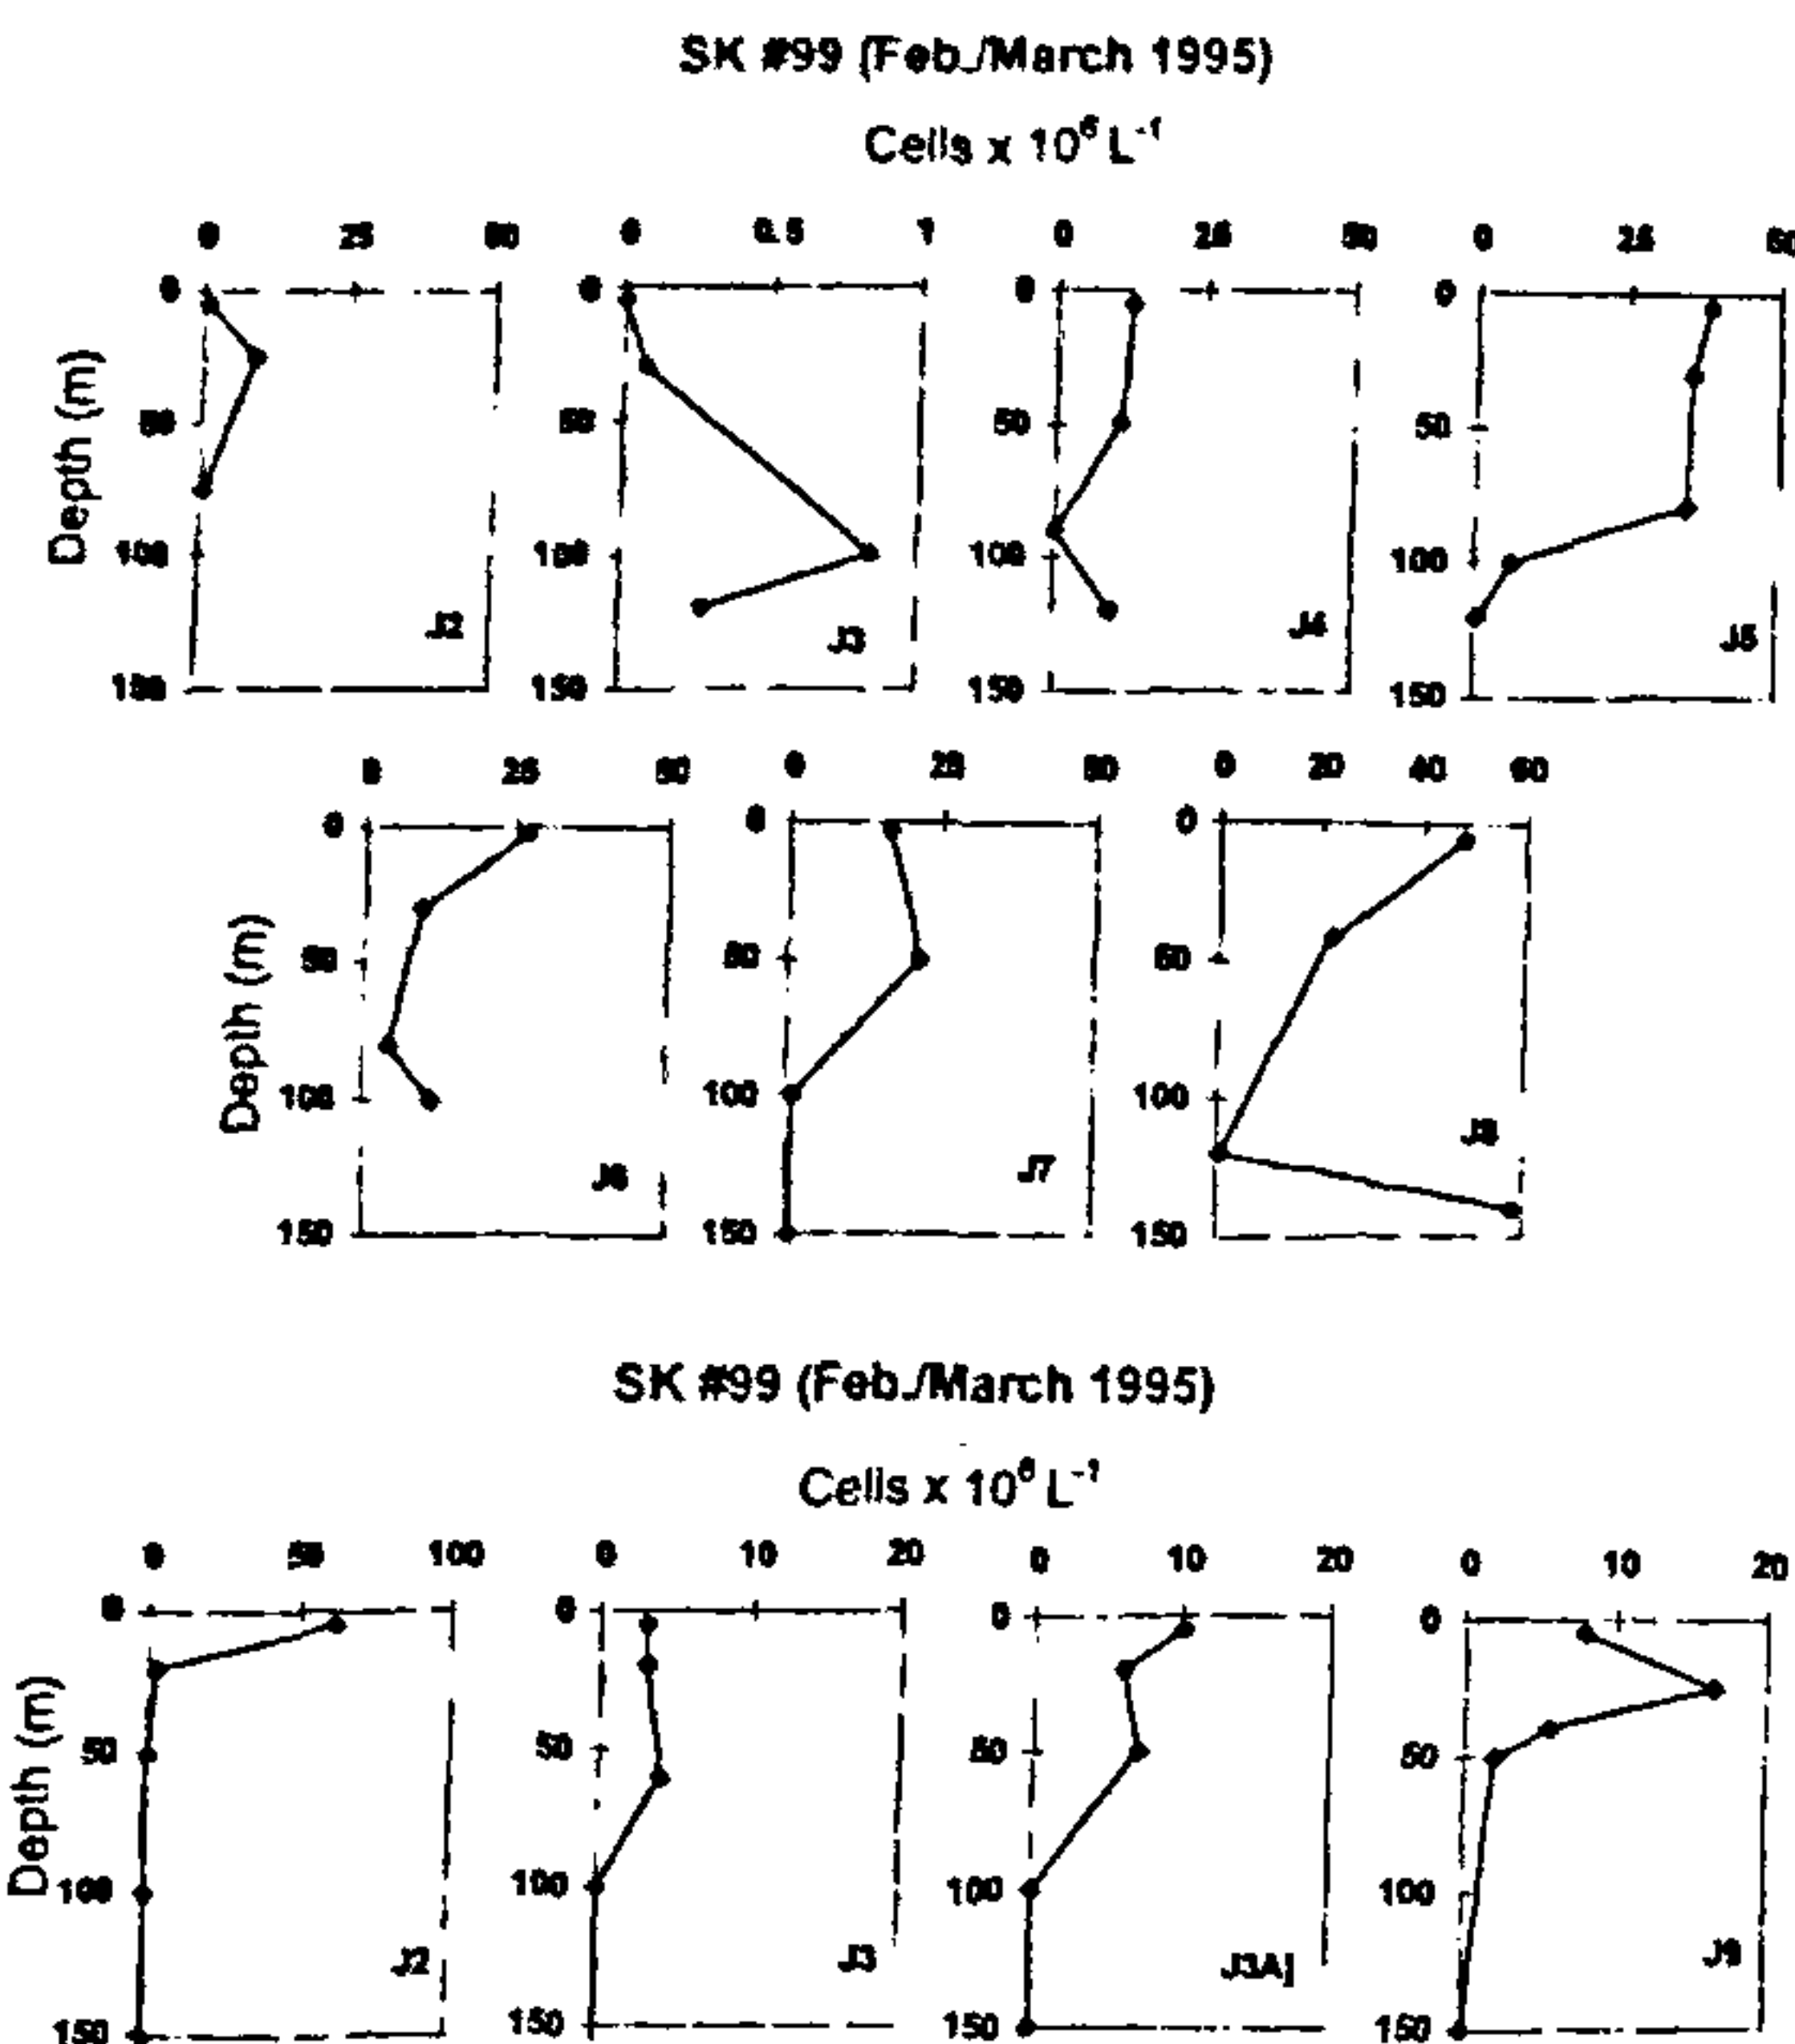 SK #99 (Feb./March 1995)
Cells x 10⁶ L⁻¹
0 25 50 0 0.5 1 0 25 50 0 25 50
0 0 0 0
Depth (m)
50 50 50 50
100 100 100 100
J2 J3 J4 J5
150 150 150 150
0 25 50 0 25 50 0 20 40 60
0 0 0
Depth (m)
50 50 50
100 100 100
J6 J7 J8
150 150 150
SK #99 (Feb./March 1995)
Cells x 10⁶ L⁻¹
0 50 100 0 10 20 0 10 20 0 10 20
0 0 0 0
Depth (m)
50 50 50 50
100 100 100 100
J2 J3 J3A] 
150 150 150 150